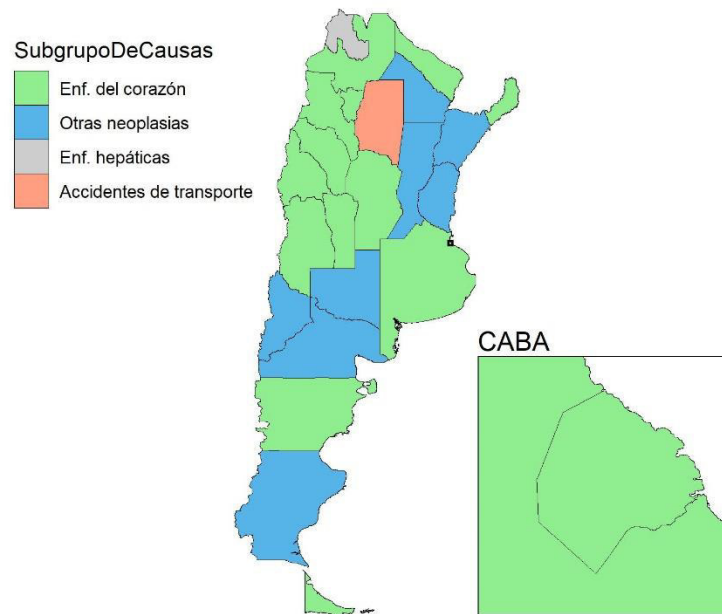 SubgrupoDeCausas
Enf. del corazón
Otras neoplasias
Enf. hepáticas
Accidentes de transporte
CABA